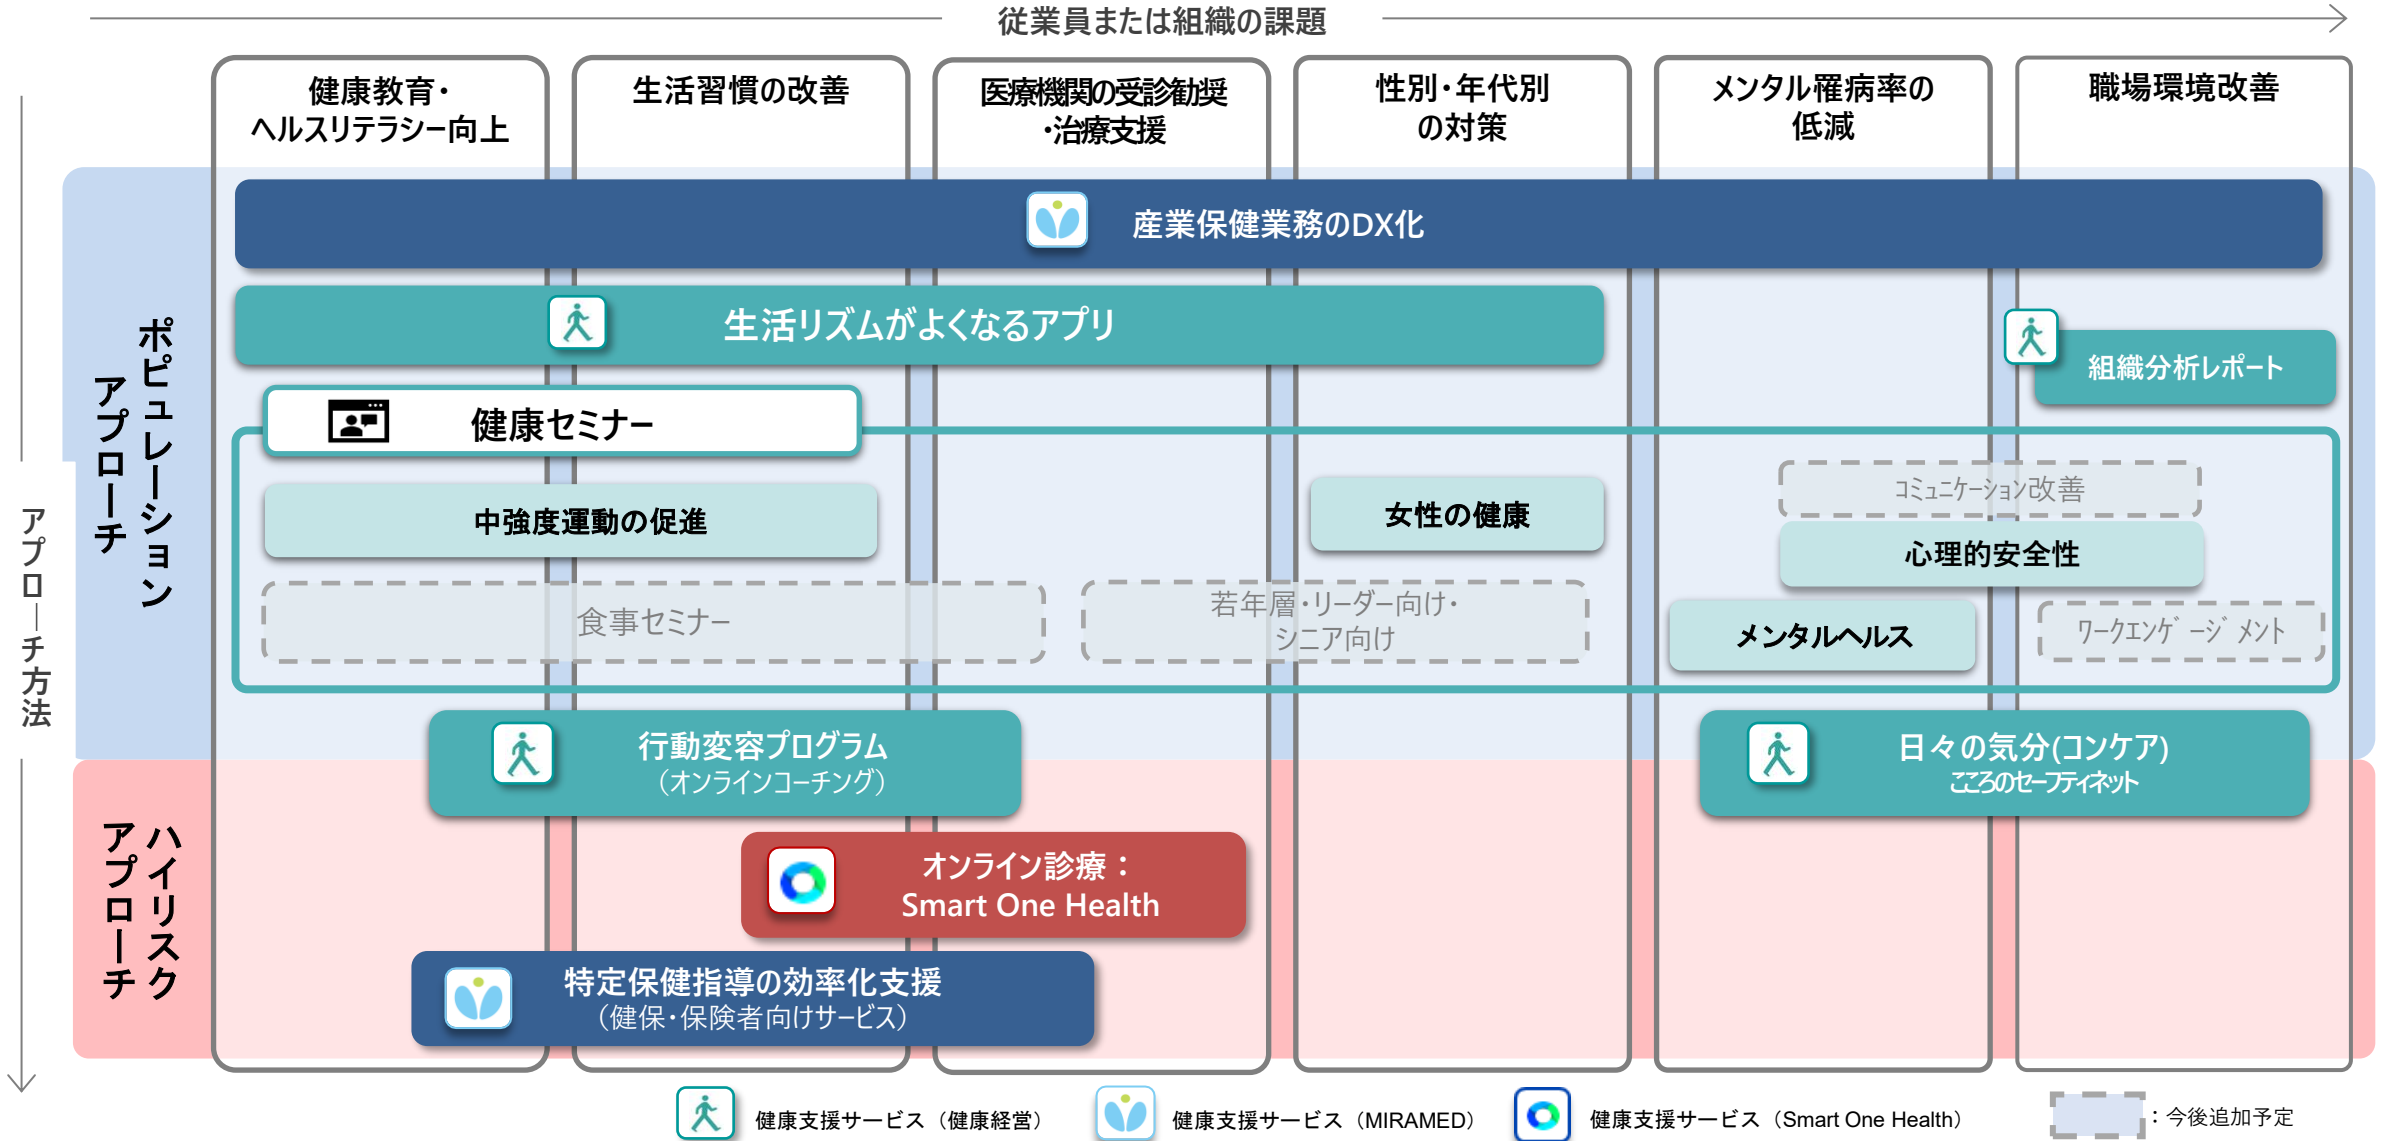 従業員または組織の課題
健康教育・
ヘルスリテラシー向上
生活習慣の改善
医療機関の受診勧奨
・治療支援
性別・年代別
の対策
メンタル罹病率の
低減
職場環境改善
アプローチ方法
ポピュレーション
アプローチ
産業保健業務のDX化
生活リズムがよくなるアプリ
組織分析レポート
健康セミナー
中強度運動の促進
女性の健康
コミュニケーション改善
心理的安全性
食事セミナー
若年層・リーダー向け・
シニア向け
メンタルヘルス
ワークエンゲージメント
行動変容プログラム
（オンラインコーチング）
日々の気分(コンケア)
こころのセーフティネット
ハイリスク
アプローチ
オンライン診療：
Smart One Health
特定保健指導の効率化支援
（健保・保険者向けサービス）
健康支援サービス（健康経営）
健康支援サービス（MIRAMED）
健康支援サービス（Smart One Health）
：今後追加予定